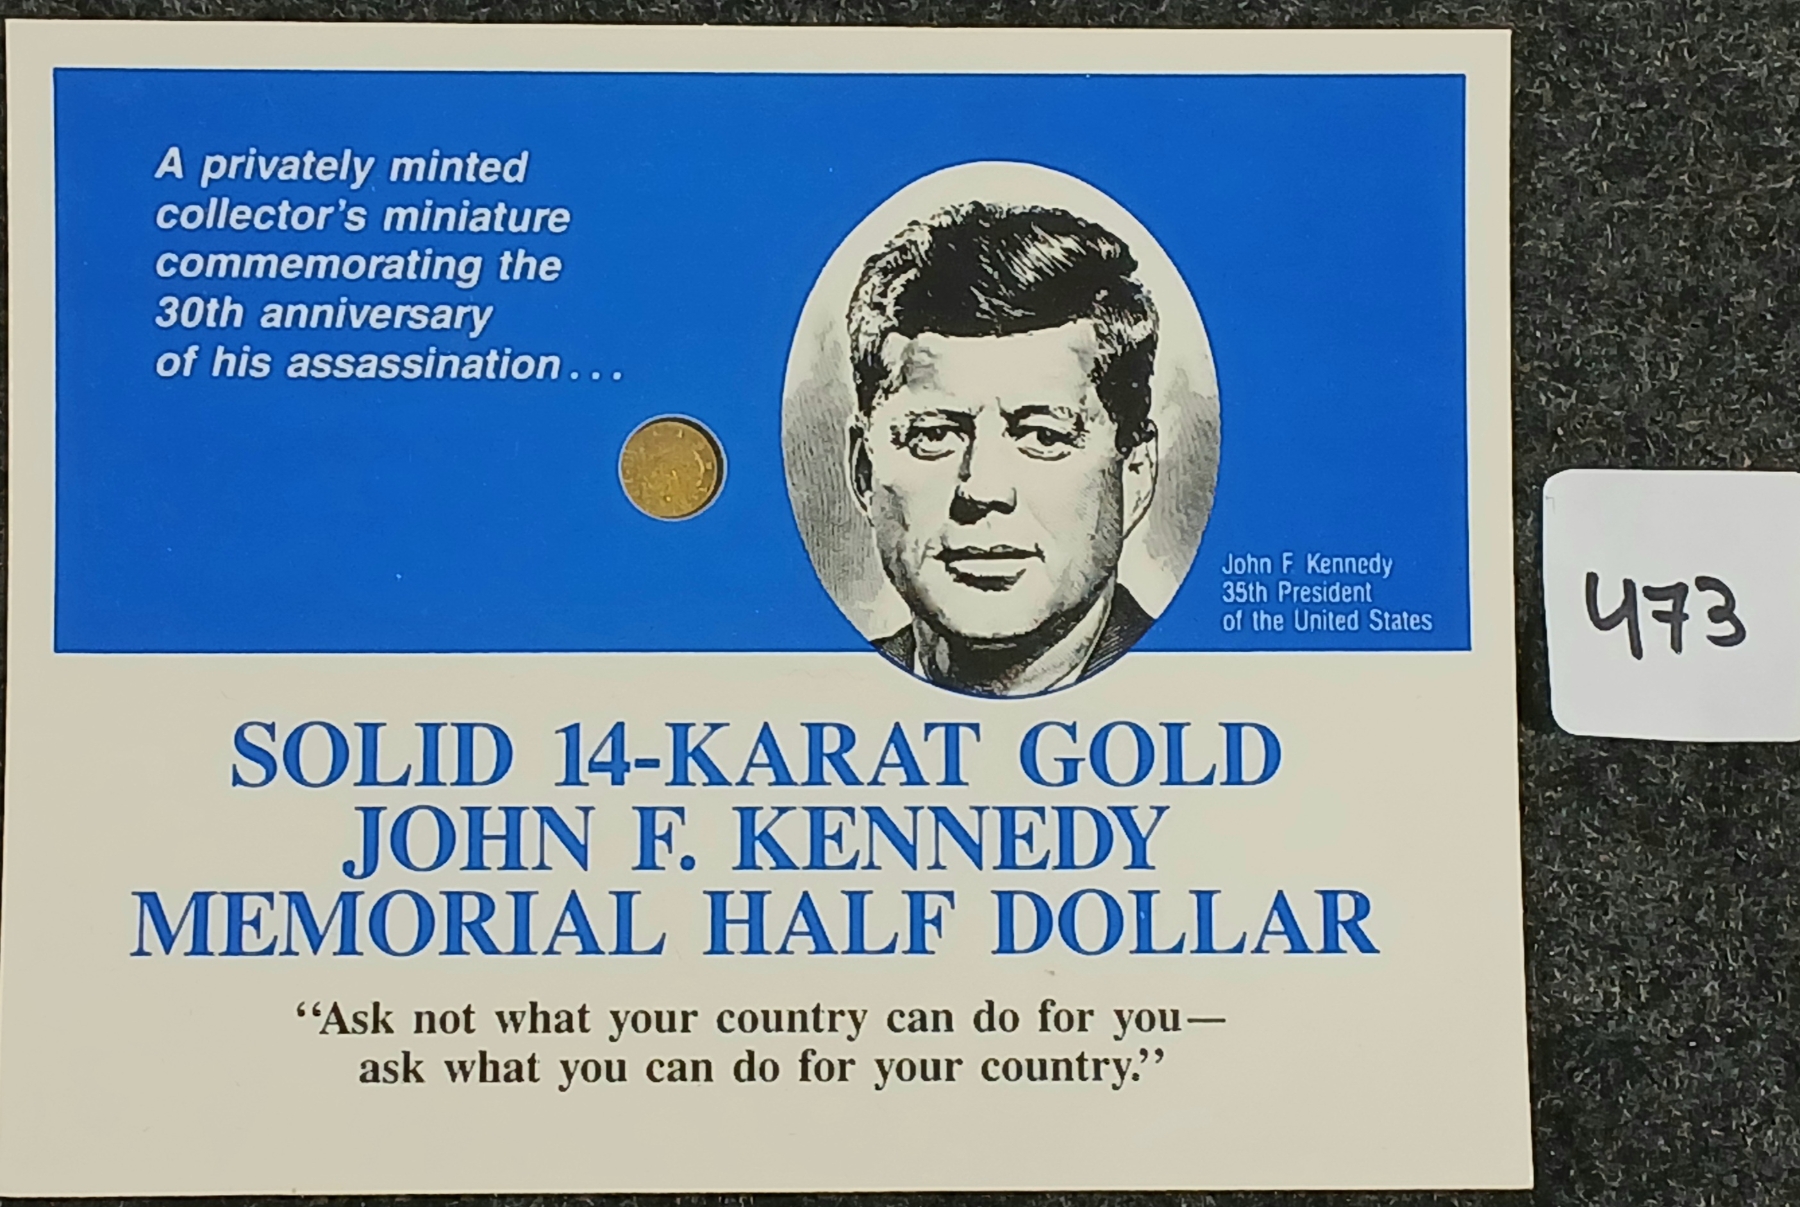 A privately minted
collector's miniature
commemorating the
30th anniversary
of his assassination...
John F Kennedy
35th President
of the United States
SOLID 14-KARAT GOLD
JOHN F. KENNEDY
MEMORIAL HALF DOLLAR
“Ask not what your country can do for you—
ask what you can do for your country.”
473